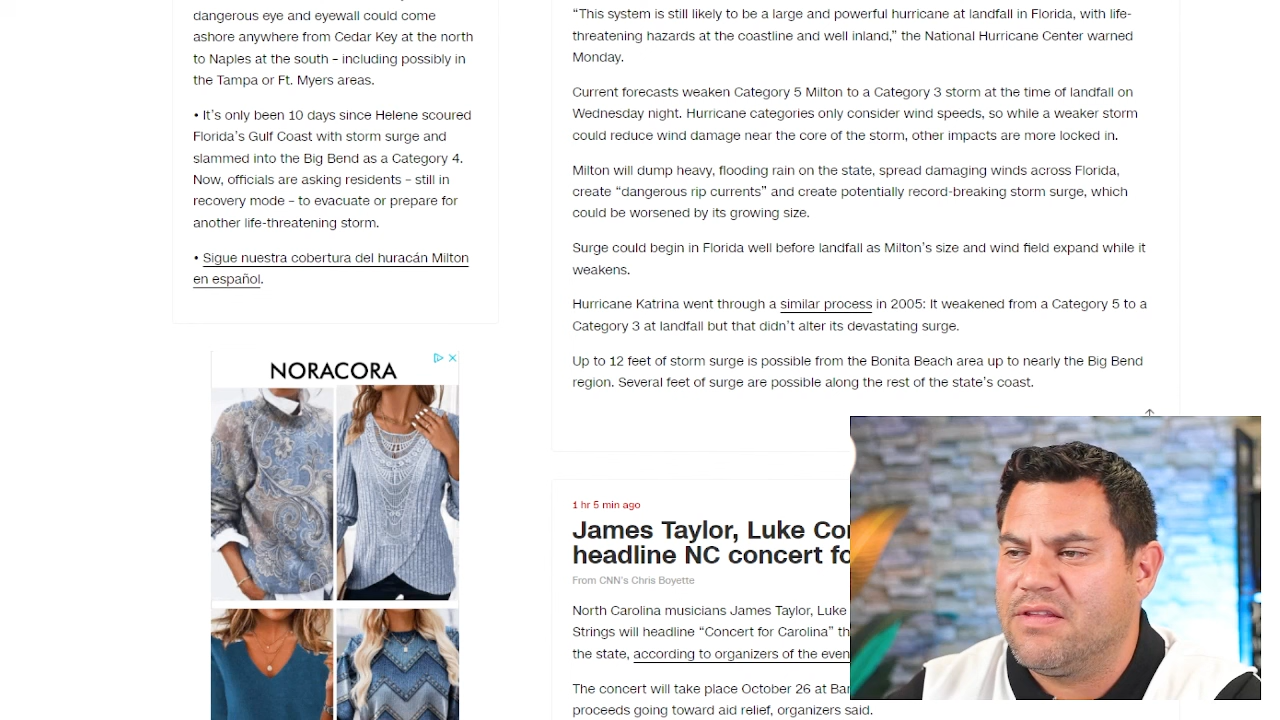 dangerous eye and eyewall could come
ashore anywhere from Cedar Key at the north
to Naples at the south – including possibly in
the Tampa or Ft. Myers areas.
• It’s only been 10 days since Helene scoured
Florida’s Gulf Coast with storm surge and
slammed into the Big Bend as a Category 4.
Now, officials are asking residents – still in
recovery mode – to evacuate or prepare for
another life-threatening storm.
• Sigue nuestra cobertura del huracán Milton
en español.
NORACORA
“This system is still likely to be a large and powerful hurricane at landfall in Florida, with life-
threatening hazards at the coastline and well inland,” the National Hurricane Center warned
Monday.
Current forecasts weaken Category 5 Milton to a Category 3 storm at the time of landfall on
Wednesday night. Hurricane categories only consider wind speeds, so while a weaker storm
could reduce wind damage near the core of the storm, other impacts are more locked in.
Milton will dump heavy, flooding rain on the state, spread damaging winds across Florida,
create “dangerous rip currents” and create potentially record-breaking storm surge, which
could be worsened by its growing size.
Surge could begin in Florida well before landfall as Milton’s size and wind field expand while it
weakens.
Hurricane Katrina went through a similar process in 2005: It weakened from a Category 5 to a
Category 3 at landfall but that didn’t alter its devastating surge.
Up to 12 feet of storm surge is possible from the Bonita Beach area up to nearly the Big Bend
region. Several feet of surge are possible along the rest of the state’s coast.
1 hr 5 min ago
James Taylor, Luke
headline NC concert
From CNN's Chris Boyette
North Carolina musicians James Taylor, Luke
Strings will headline “Concert for Carolina”
the state, according to organizers of the
The concert will take place October 26 at
proceeds going toward aid relief, organizers said.